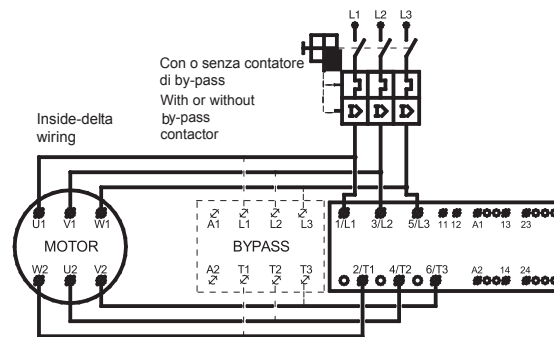 L1 L2 L3
Con o senza contatore
di by-pass
With or without
by-pass
contactor
Inside-delta
wiring
U1 V1 W1
MOTOR
W2 U2 V2
A1 L1 L2 L3
BYPASS
A2 T1 T2 T3
1/L1 3/L2 5/L3 11 12 A1 13 23
2/T1 4/T2 6/T3 A2 14 24